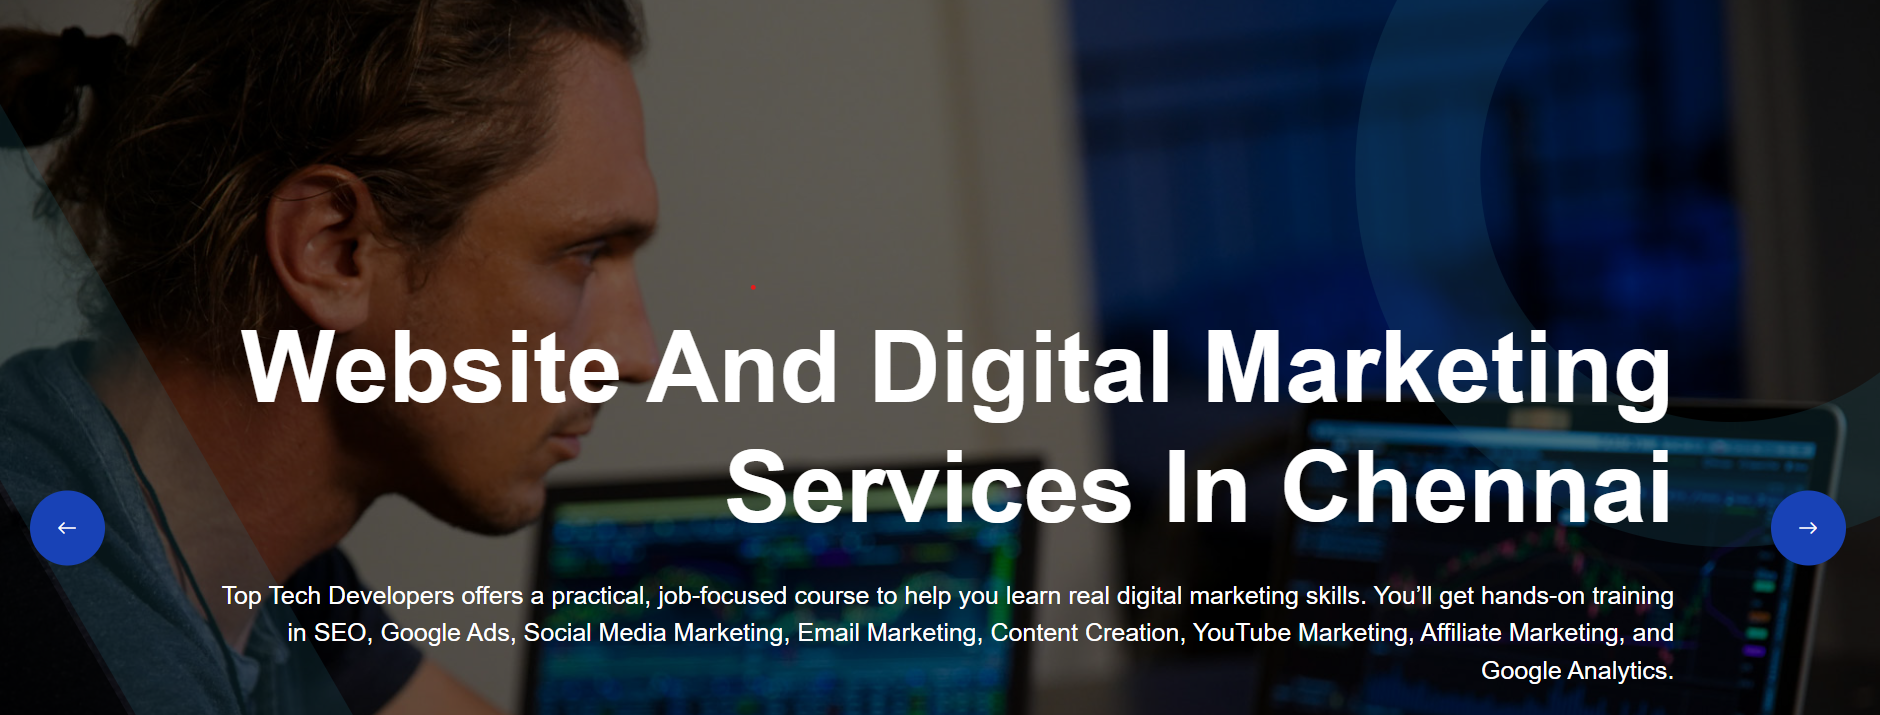 Website And Digital Marketing
Services In Chennai
Top Tech Developers offers a practical, job-focused course to help you learn real digital marketing skills. You’ll get hands-on training
in SEO, Google Ads, Social Media Marketing, Email Marketing, Content Creation, YouTube Marketing, Affiliate Marketing, and
Google Analytics.